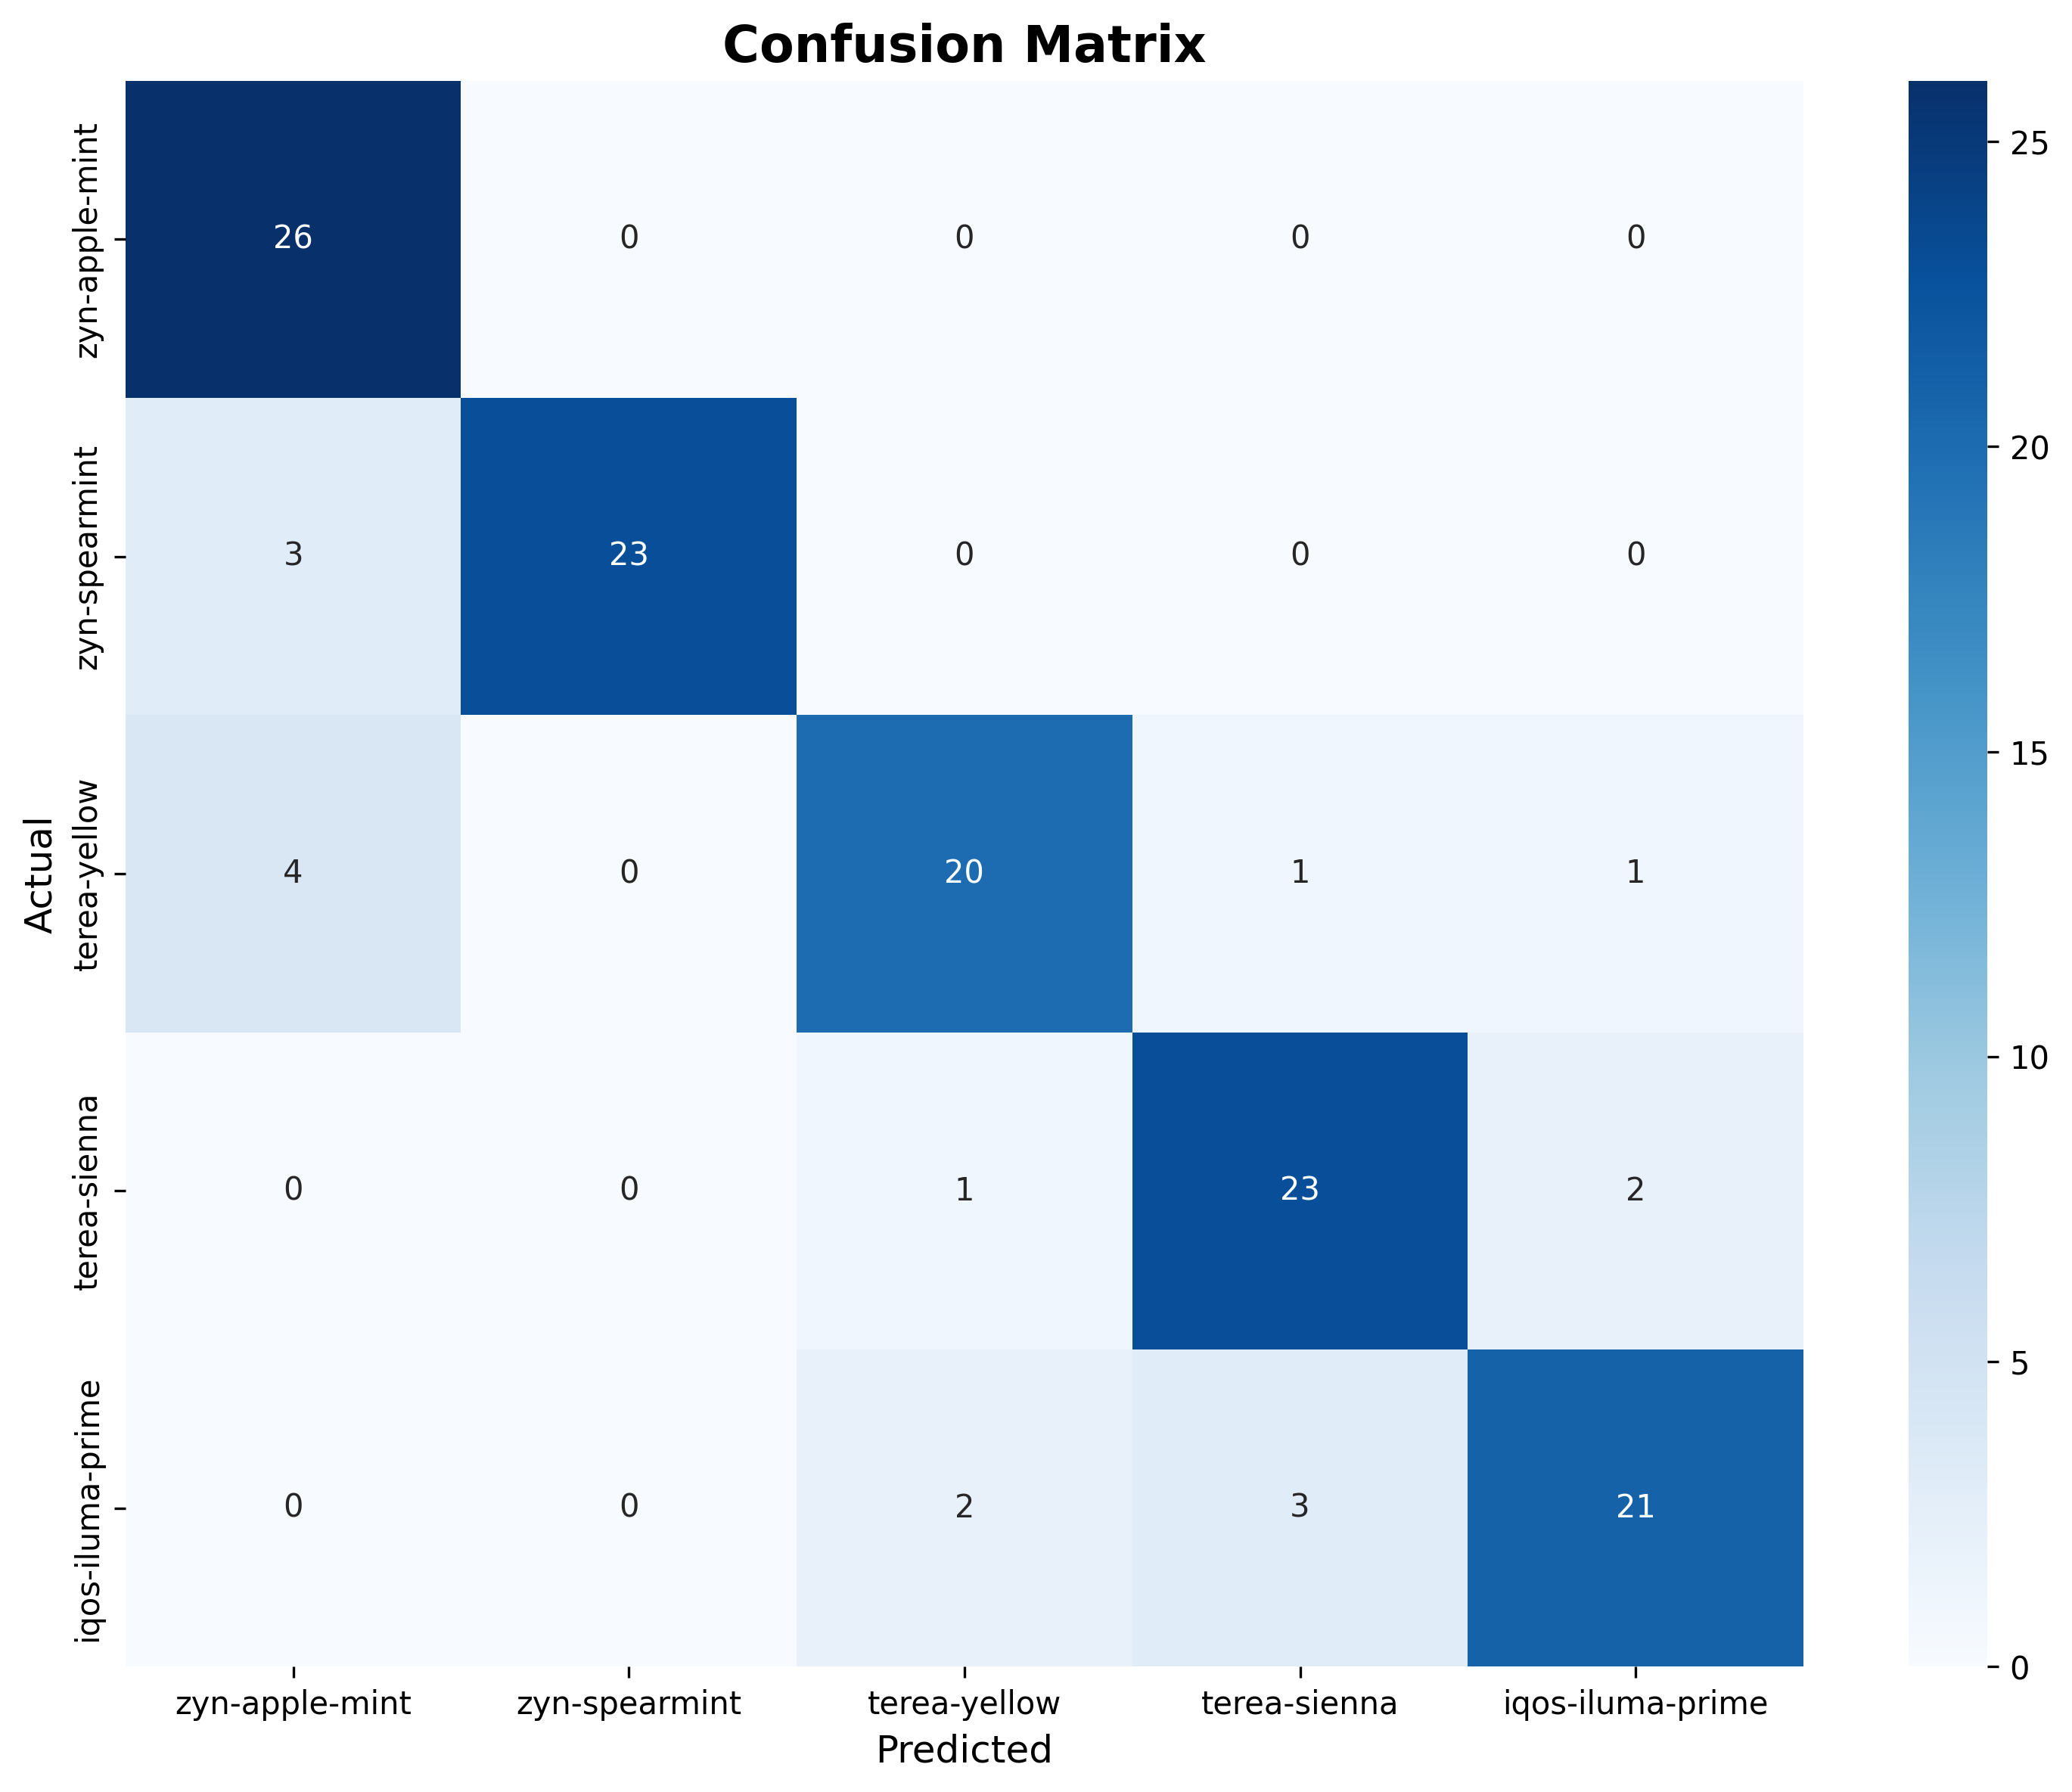 Confusion Matrix
Actual
zyn-apple-mint
26 0 0 0 0
zyn-spearmint
3 23 0 0 0
terea-yellow
4 0 20 1 1
terea-sienna
0 0 1 23 2
iqos-iluma-prime
0 0 2 3 21
zyn-apple-mint zyn-spearmint terea-yellow terea-sienna iqos-iluma-prime
Predicted
25
20
15
10
5
0